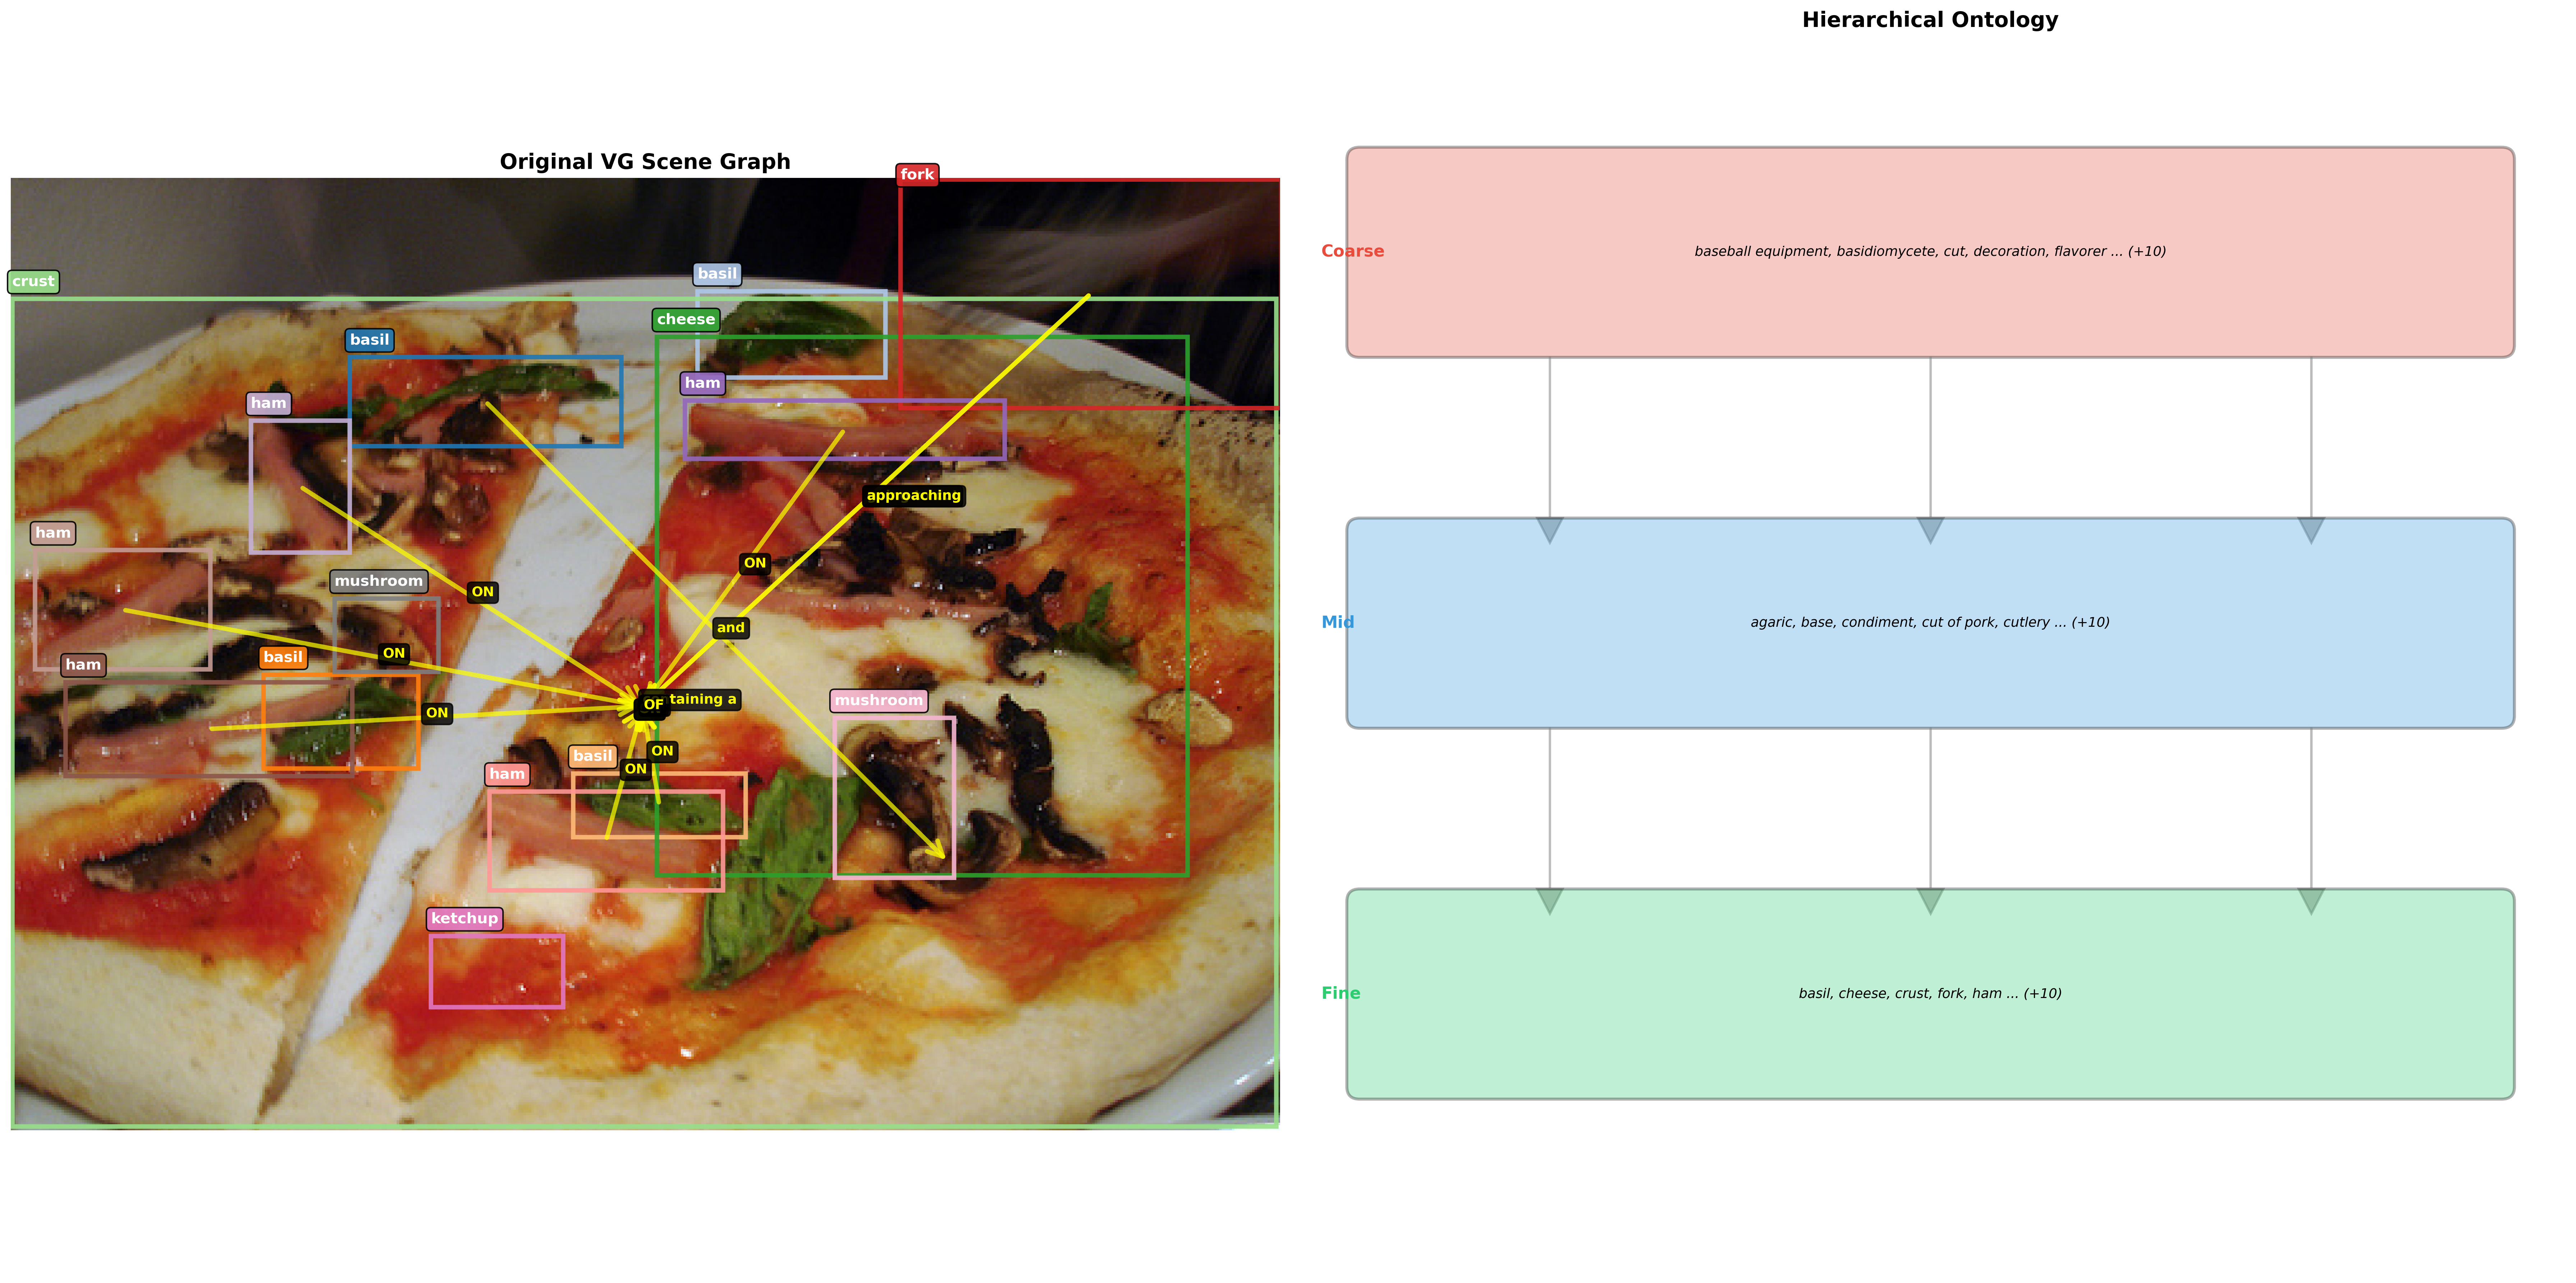 Hierarchical Ontology
Original VG Scene Graph
fork
crust
basil
cheese
basil
ham
ham
approaching
ham
ON
mushroom
ON
and
ON
basil
ham
OF
taining a
mushroom
ON
ON
basil
ON
ham
ketchup
Coarse
baseball equipment, basidiomycete, cut, decoration, flavorer ... (+10)
Mid
agaric, base, condiment, cut of pork, cutlery ... (+10)
Fine
basil, cheese, crust, fork, ham ... (+10)